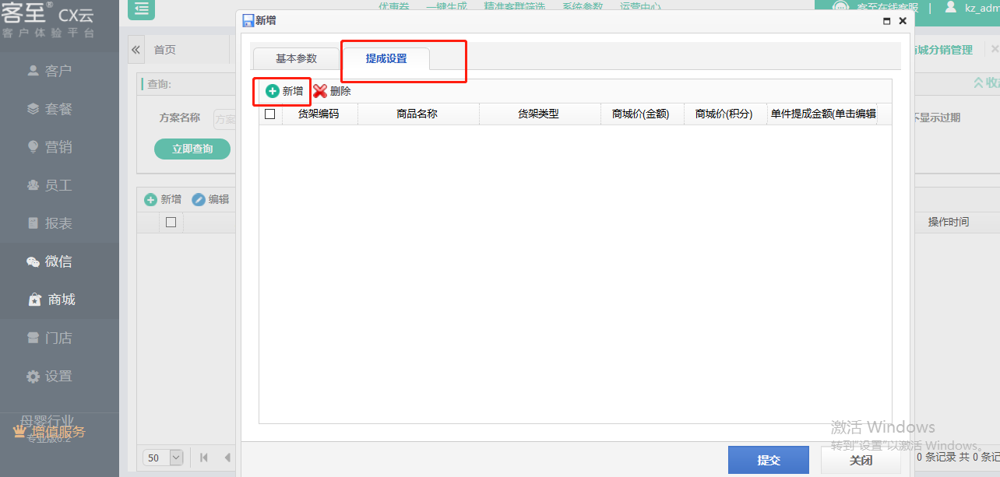 客至® CX云
客户体验平台
客户
套餐
营销
员工
报表
微信
商城
门店
设置
母婴行业
增值服务
优惠券 一键生成 精准客群筛选 系统参数 运营中心
客至在线客服 | kz_adm
首页
商城分销管理
查询:
收起
方案名称 方案
不显示过期
立即查询
新增 编辑
操作时间
50
0 条记录 共 0 条记
新增
基本参数 提成设置
新增 删除
货架编码 商品名称 货架类型 商城价(金额) 商城价(积分) 单件提成金额(单击编辑
提交 关闭
激活 Windows
转到"设置"以激活 Windows。